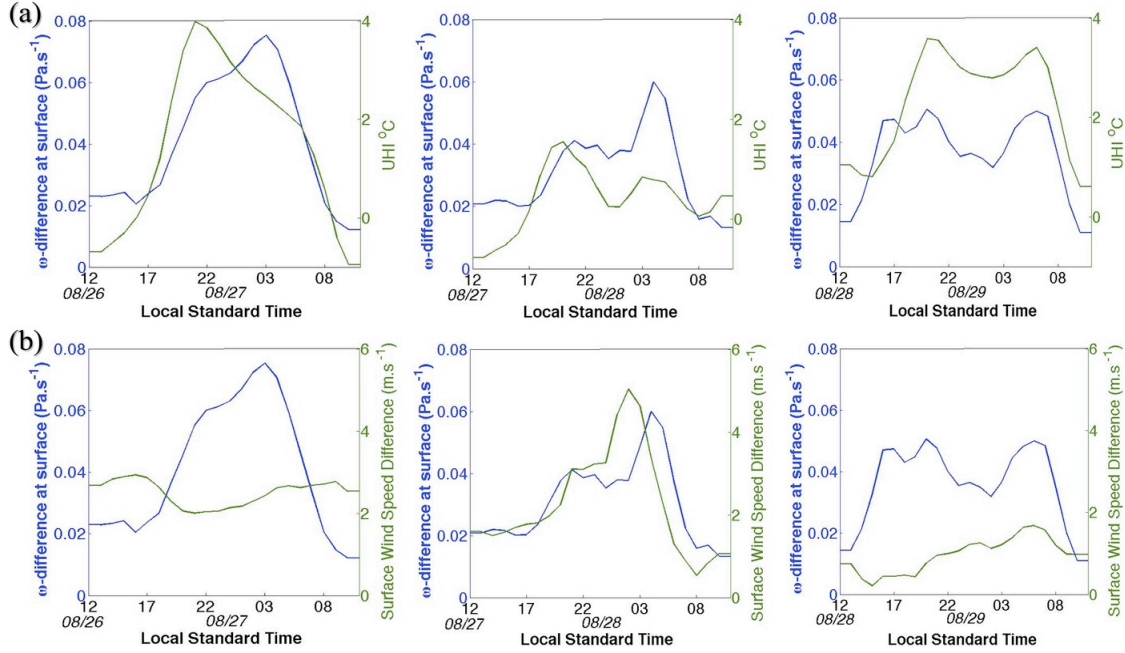 (a)
0.08
0.06
0.04
0.02
0
ω-difference at surface (Pa.s⁻¹)
4
2
0
UHI °C
12 17 22 03 08
08/26 08/27
Local Standard Time
0.08
0.06
0.04
0.02
0
ω-difference at surface (Pa.s⁻¹)
4
2
0
UHI °C
12 17 22 03 08
08/27 08/28
Local Standard Time
0.08
0.06
0.04
0.02
0
ω-difference at surface (Pa.s⁻¹)
4
2
0
UHI °C
12 17 22 03 08
08/28 08/29
Local Standard Time
(b)
0.08
0.06
0.04
0.02
0
ω-difference at surface (Pa.s⁻¹)
6
4
2
0
Surface Wind Speed Difference (m.s⁻¹)
12 17 22 03 08
08/26 08/27
Local Standard Time
0.08
0.06
0.04
0.02
0
ω-difference at surface (Pa.s⁻¹)
6
4
2
0
Surface Wind Speed Difference (m.s⁻¹)
12 17 22 03 08
08/27 08/28
Local Standard Time
0.08
0.06
0.04
0.02
0
ω-difference at surface (Pa.s⁻¹)
6
4
2
0
Surface Wind Speed Difference (m.s⁻¹)
12 17 22 03 08
08/28 08/29
Local Standard Time